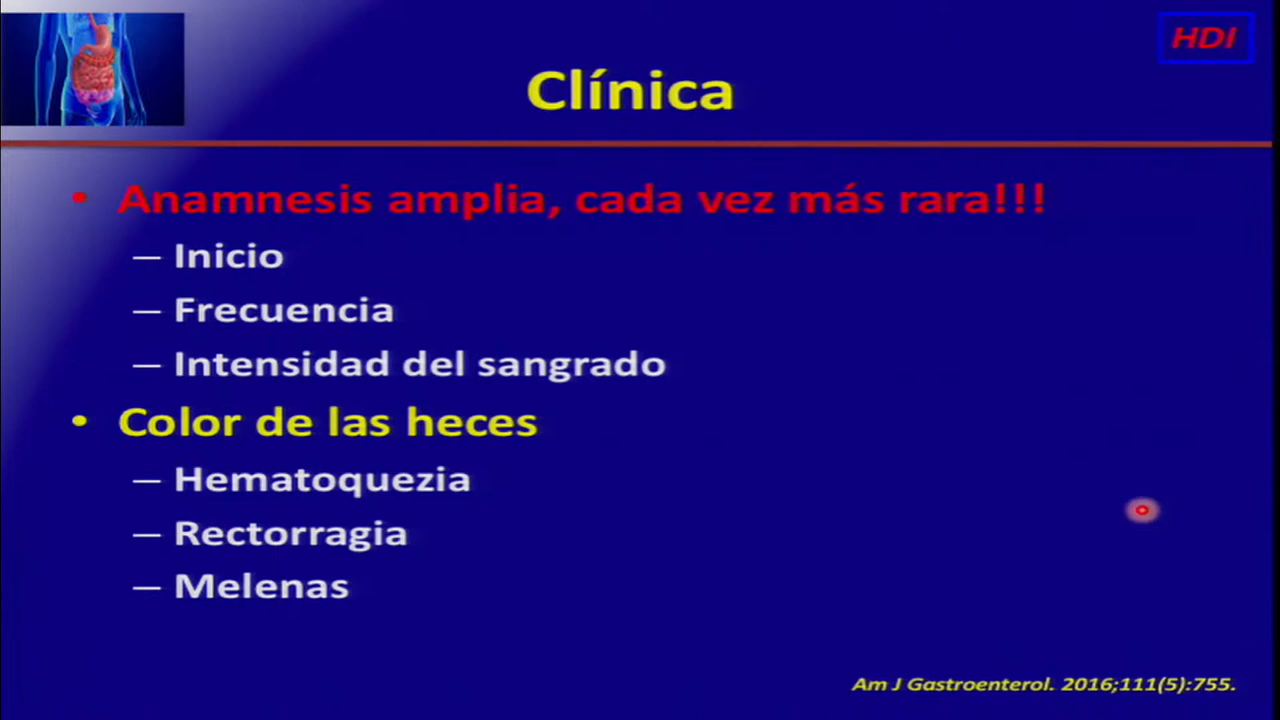 HDI
Clínica
• Anamnesis amplia, cada vez más rara!!!
– Inicio
– Frecuencia
– Intensidad del sangrado
• Color de las heces
– Hematoquezia
– Rectorragia
– Melenas
Am J Gastroenterol. 2016;111(5):755.